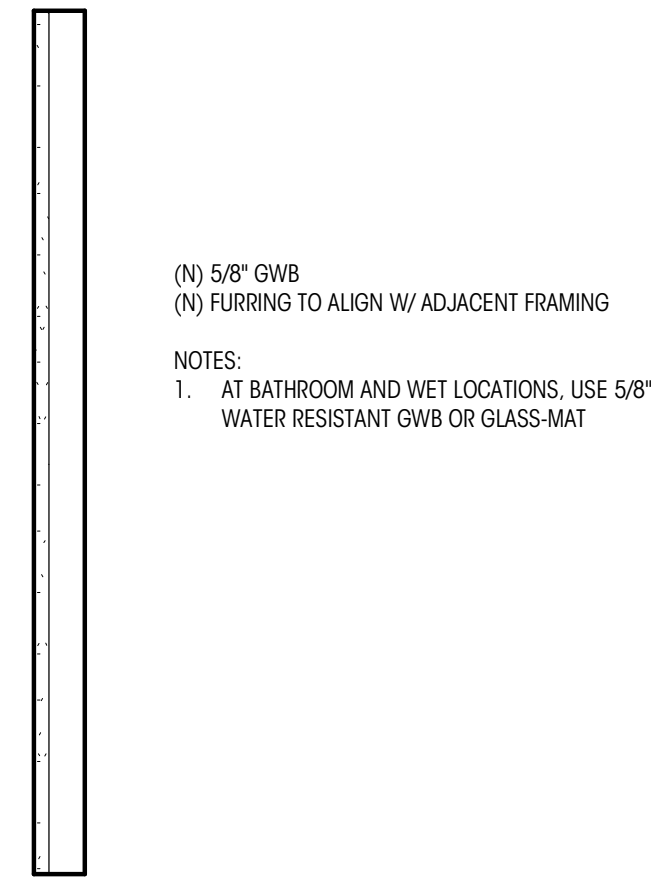 (N) 5/8" GWB
(N) FURRING TO ALIGN W/ ADJACENT FRAMING
NOTES:
1. AT BATHROOM AND WET LOCATIONS, USE 5/8"
WATER RESISTANT GWB OR GLASS-MAT